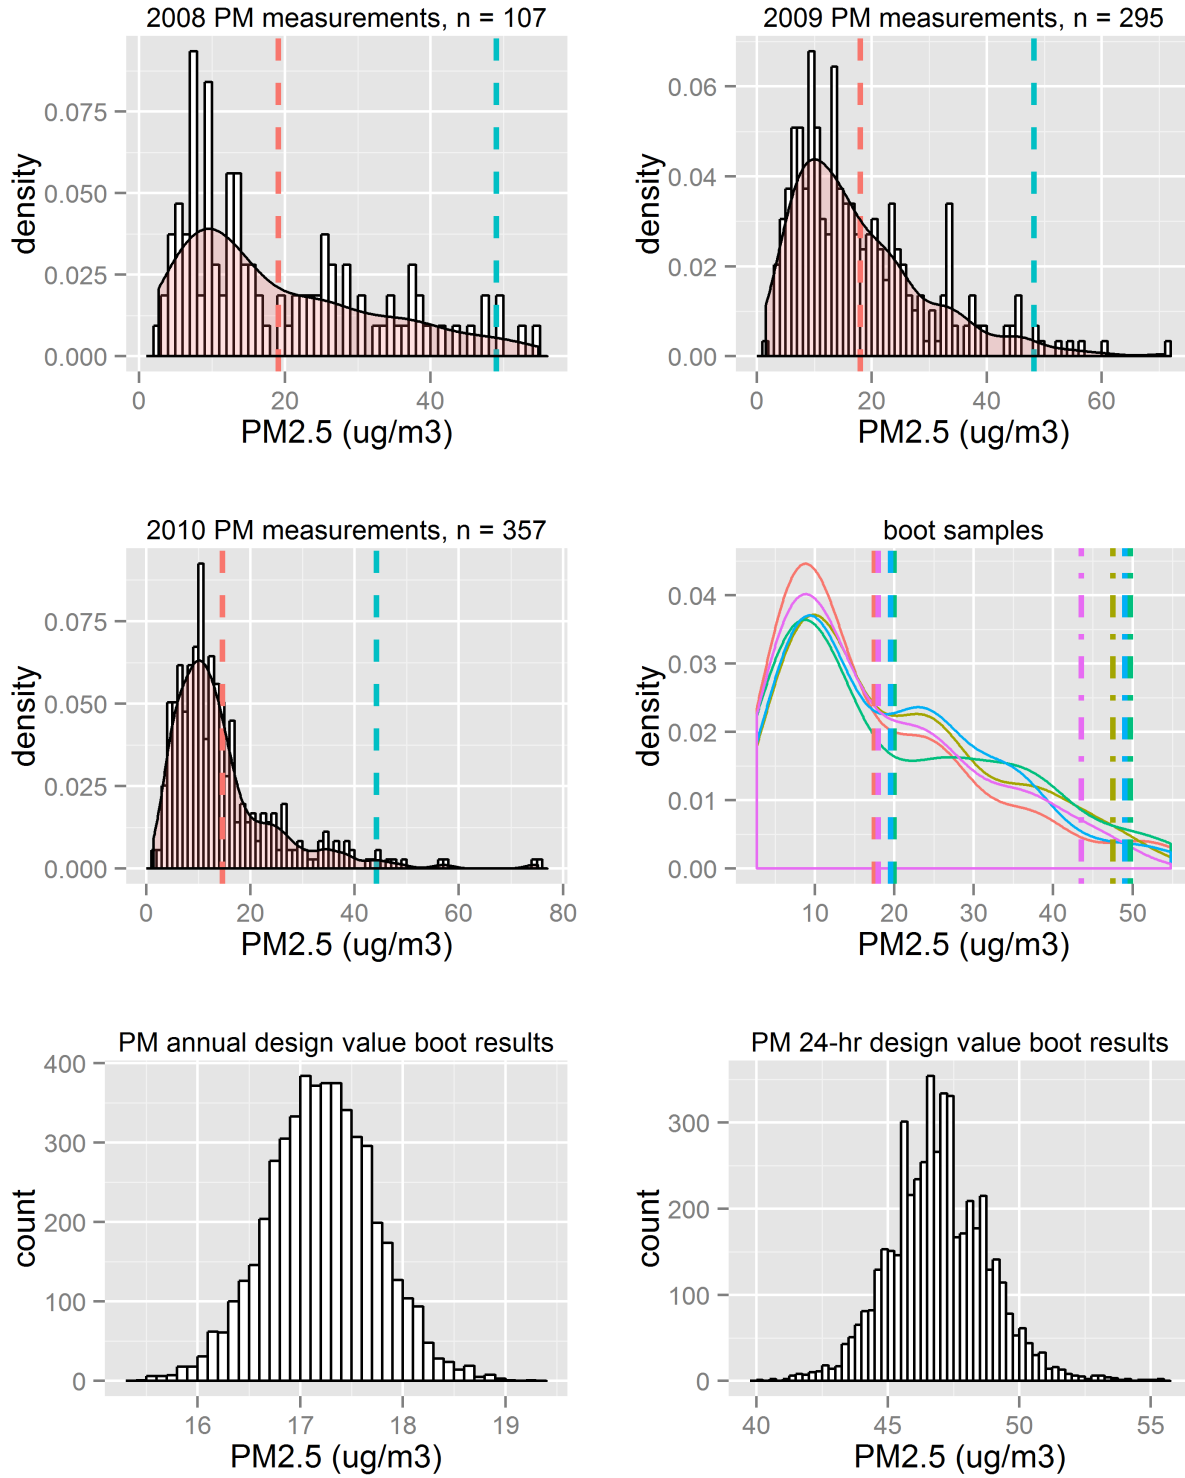 2008 PM measurements, n = 107
density
0.075
0.050
0.025
0.000
0 20 40
PM2.5 (ug/m3)
2009 PM measurements, n = 295
density
0.06
0.04
0.02
0.00
0 20 40 60
PM2.5 (ug/m3)
2010 PM measurements, n = 357
density
0.075
0.050
0.025
0.000
0 20 40 60 80
PM2.5 (ug/m3)
boot samples
density
0.04
0.03
0.02
0.01
0.00
10 20 30 40 50
PM2.5 (ug/m3)
PM annual design value boot results
count
400
300
200
100
0
16 17 18 19
PM2.5 (ug/m3)
PM 24-hr design value boot results
count
300
200
100
0
40 45 50 55
PM2.5 (ug/m3)